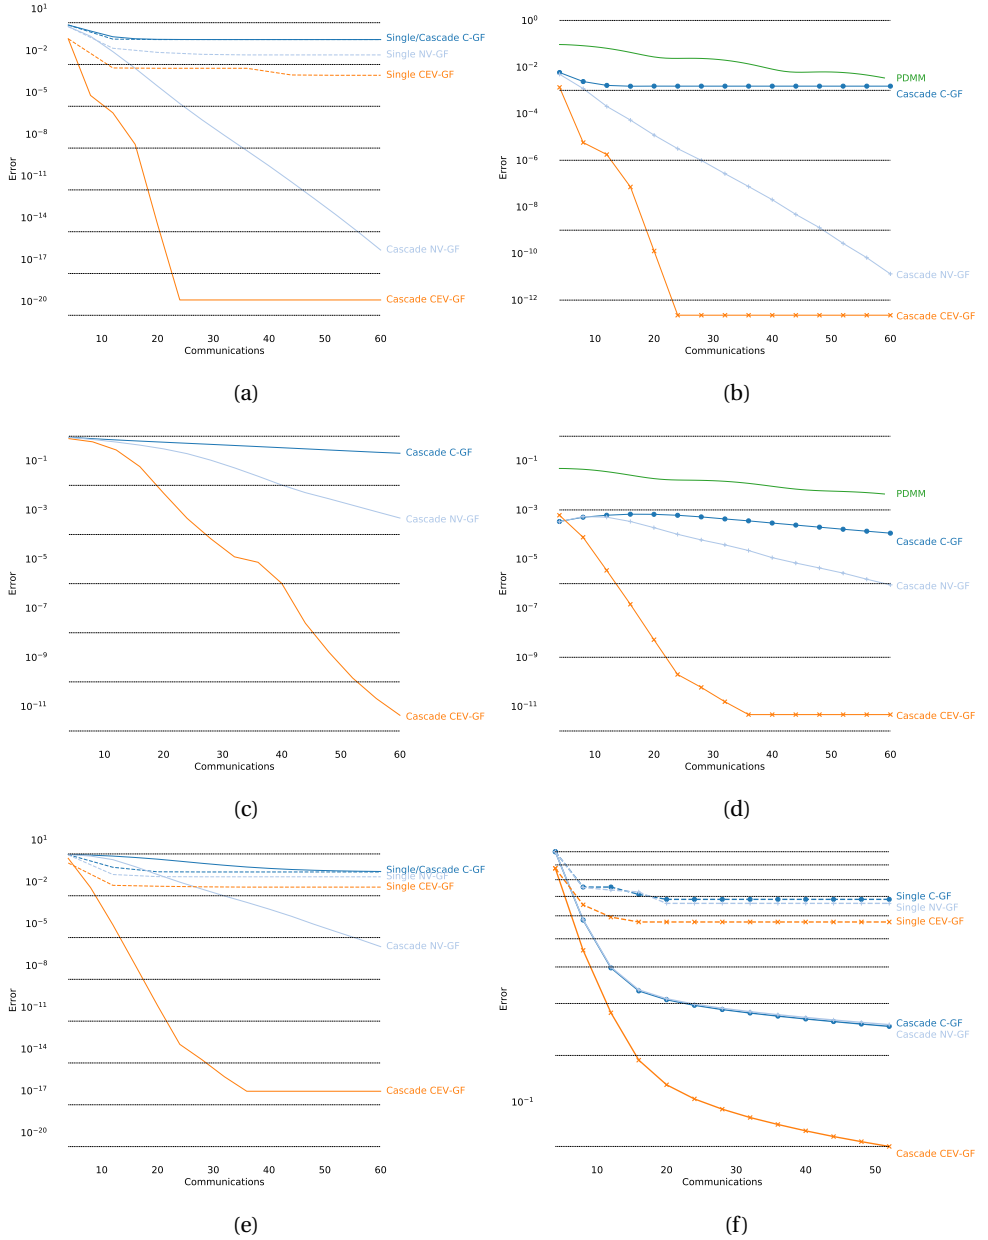 10^1
10^−2
10^−5
10^−8
10^−11
10^−14
10^−17
10^−20
Error
10 20 30 40 50 60
Communications
Single/Cascade C-GF
Single NV-GF
Single CEV-GF
Cascade NV-GF
Cascade CEV-GF
(a)
10^0
10^−2
10^−4
10^−6
10^−8
10^−10
10^−12
Error
10 20 30 40 50 60
Communications
PDMM
Cascade C-GF
Cascade NV-GF
Cascade CEV-GF
(b)
10^−1
10^−3
10^−5
10^−7
10^−9
10^−11
Error
10 20 30 40 50 60
Communications
Cascade C-GF
Cascade NV-GF
Cascade CEV-GF
(c)
10^−1
10^−3
10^−5
10^−7
10^−9
10^−11
Error
10 20 30 40 50 60
Communications
PDMM
Cascade C-GF
Cascade NV-GF
Cascade CEV-GF
(d)
10^1
10^−2
10^−5
10^−8
10^−11
10^−14
10^−17
10^−20
Error
10 20 30 40 50 60
Communications
Single/Cascade C-GF
Single NV-GF
Single CEV-GF
Cascade NV-GF
Cascade CEV-GF
(e)
10^−1
Error
10 20 30 40 50
Communications
Single C-GF
Single NV-GF
Single CEV-GF
Cascade C-GF
Cascade NV-GF
Cascade CEV-GF
(f)